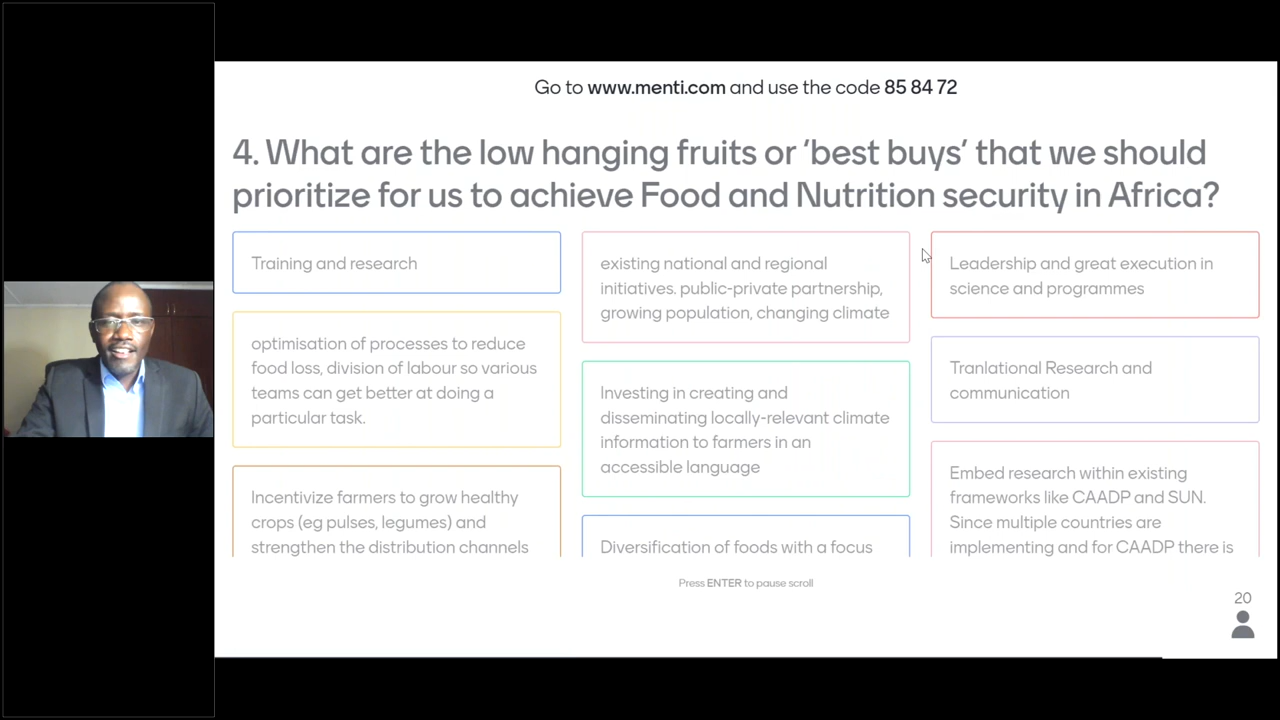 Go to www.menti.com and use the code 85 84 72
4. What are the low hanging fruits or ‘best buys’ that we should
prioritize for us to achieve Food and Nutrition security in Africa?
Training and research
optimisation of processes to reduce
food loss, division of labour so various
teams can get better at doing a
particular task.
Incentivize farmers to grow healthy
crops (eg pulses, legumes) and
strengthen the distribution channels
existing national and regional
initiatives. public-private partnership,
growing population, changing climate
Investing in creating and
disseminating locally-relevant climate
information to farmers in an
accessible language
Diversification of foods with a focus
Leadership and great execution in
science and programmes
Tranlational Research and
communication
Embed research within existing
frameworks like CAADP and SUN.
Since multiple countries are
implementing and for CAADP there is
Press ENTER to pause scroll
20